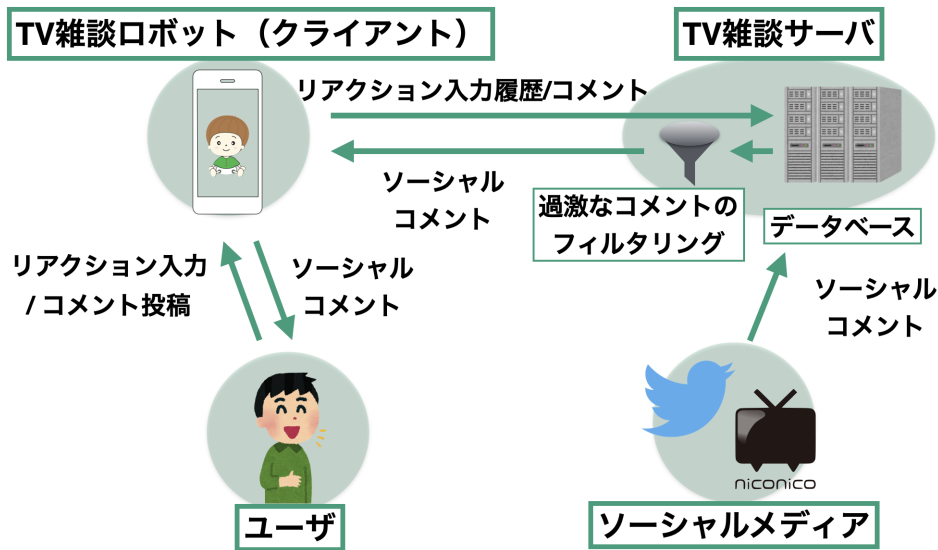 TV雑談ロボット（クライアント）
TV雑談サーバ
リアクション入力履歴/コメント
ソーシャル
コメント
過激なコメントの
フィルタリング
データベース
リアクション入力
/ コメント投稿
ソーシャル
コメント
ソーシャル
コメント
niconico
ユーザ
ソーシャルメディア